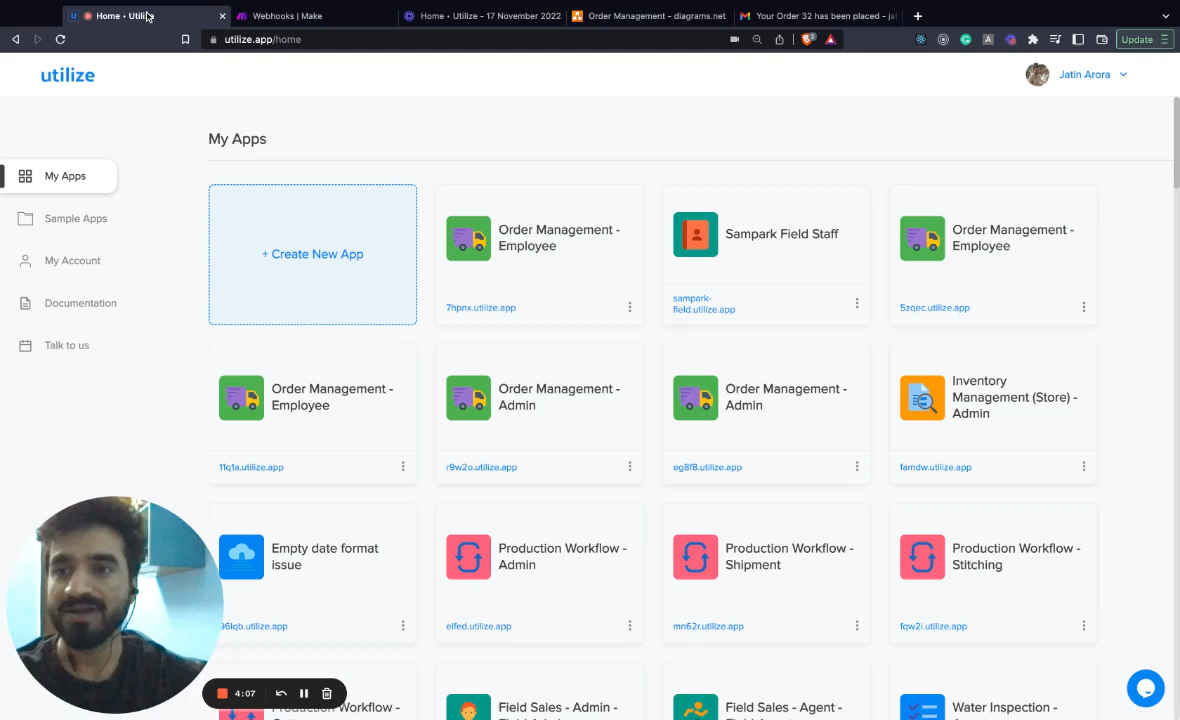 Home • Utilize
Webhooks | Make
Home • Utilize - 17 November 2022
Order Management - diagrams.net
Your Order 32 has been placed - jat
utilize.app/home
Update
utilize
Jatin Arora
My Apps
My Apps
Sample Apps
My Account
Documentation
Talk to us
+ Create New App
Order Management -
Employee
7hpnx.utilize.app
Sampark Field Staff
sampark-
field.utilize.app
Order Management -
Employee
5zqec.utilize.app
Order Management -
Employee
11q1a.utilize.app
Order Management -
Admin
r9w2o.utilize.app
Order Management -
Admin
eg8f8.utilize.app
Inventory
Management (Store) -
Admin
famdw.utilize.app
Empty date format
issue
96lqb.utilize.app
Production Workflow -
Admin
elfed.utilize.app
Production Workflow -
Shipment
mn62r.utilize.app
Production Workflow -
Stitching
fqw2i.utilize.app
4:07
Production Workflow -
Field Sales - Admin -
Field Sales - Agent -
Water Inspection -